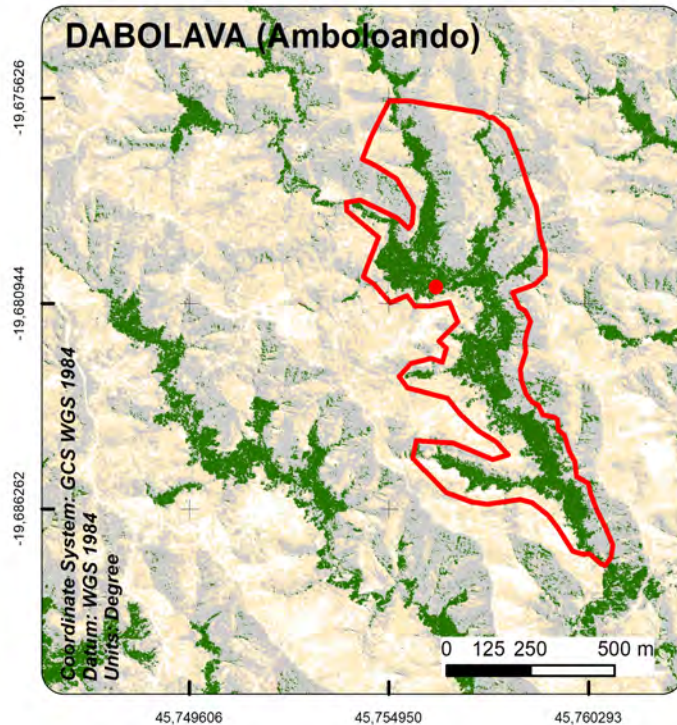 DABOLAVA (Amboloando)
-19,675626
-19,680944
-19,686262
Coordinate System: GCS WGS 1984
Datum: WGS 1984
Units: Degree
0 125 250 500 m
45,749606 45,754950 45,760293